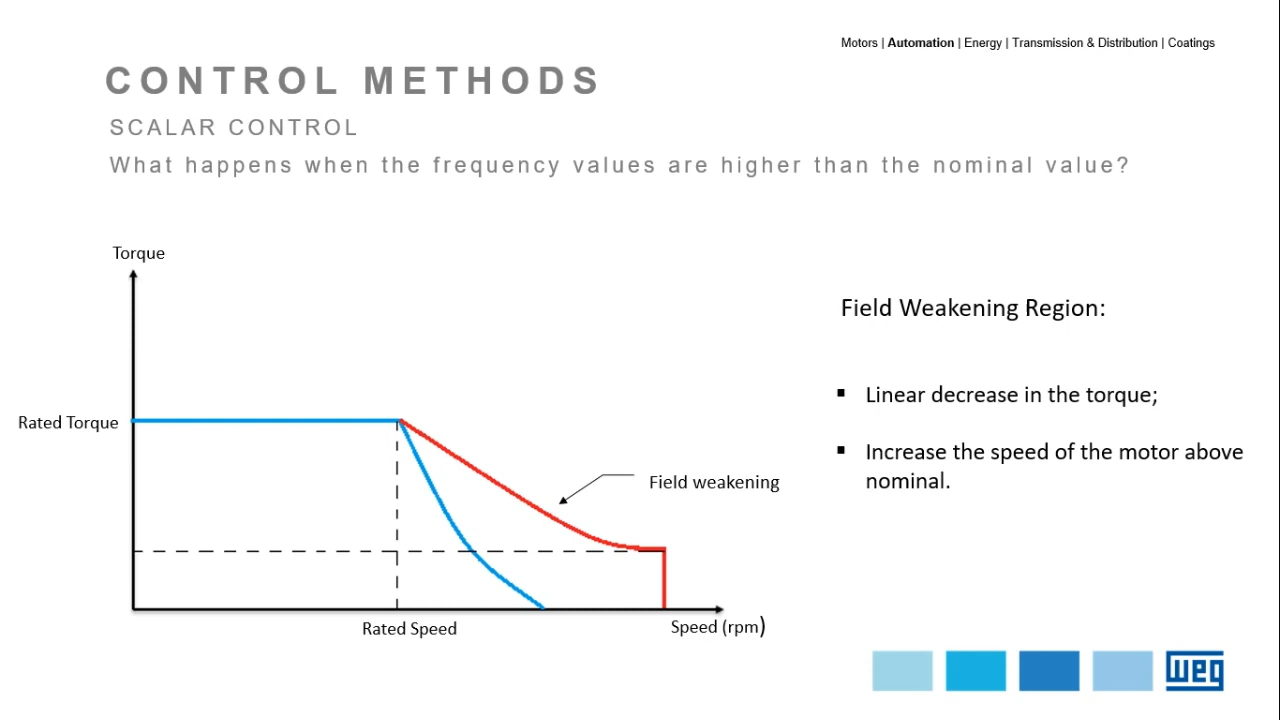 Motors | Automation | Energy | Transmission & Distribution | Coatings
CONTROL METHODS
SCALAR CONTROL
What happens when the frequency values are higher than the nominal value?
Torque
Field Weakening Region:
▪ Linear decrease in the torque;
Rated Torque
▪ Increase the speed of the motor above
nominal.
Field weakening
Rated Speed
Speed (rpm)
weg